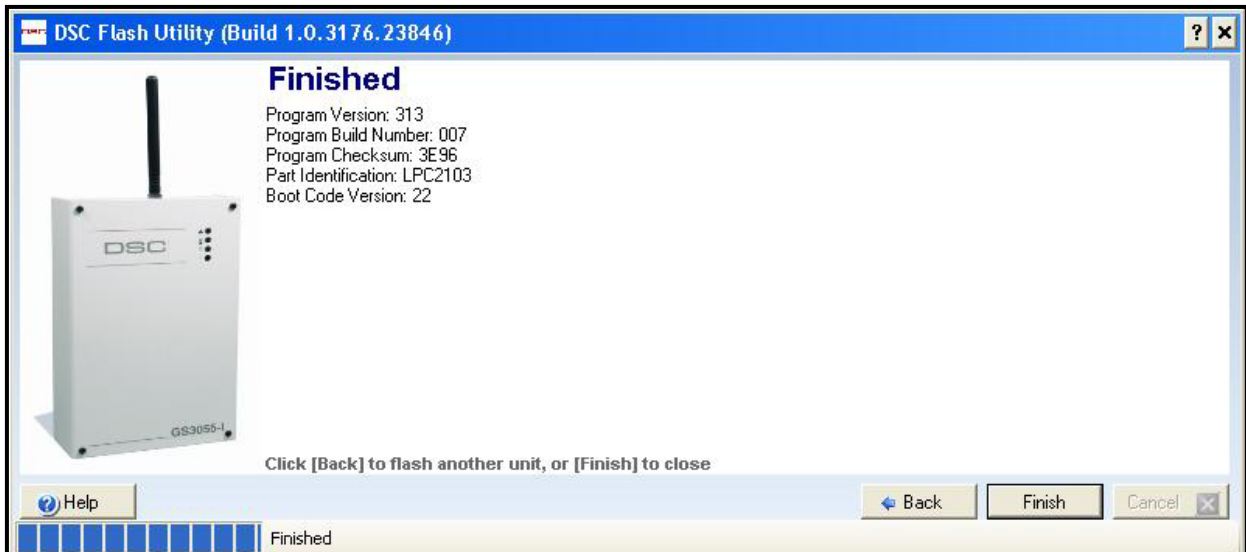 DSC Flash Utility (Build 1.0.3176.23846)
Finished
Program Version: 313
Program Build Number: 007
Program Checksum: 3E96
Part Identification: LPC2103
Boot Code Version: 22
DSC
GS3055-I
Click [Back] to flash another unit, or [Finish] to close
Help
Back
Finish
Cancel
Finished